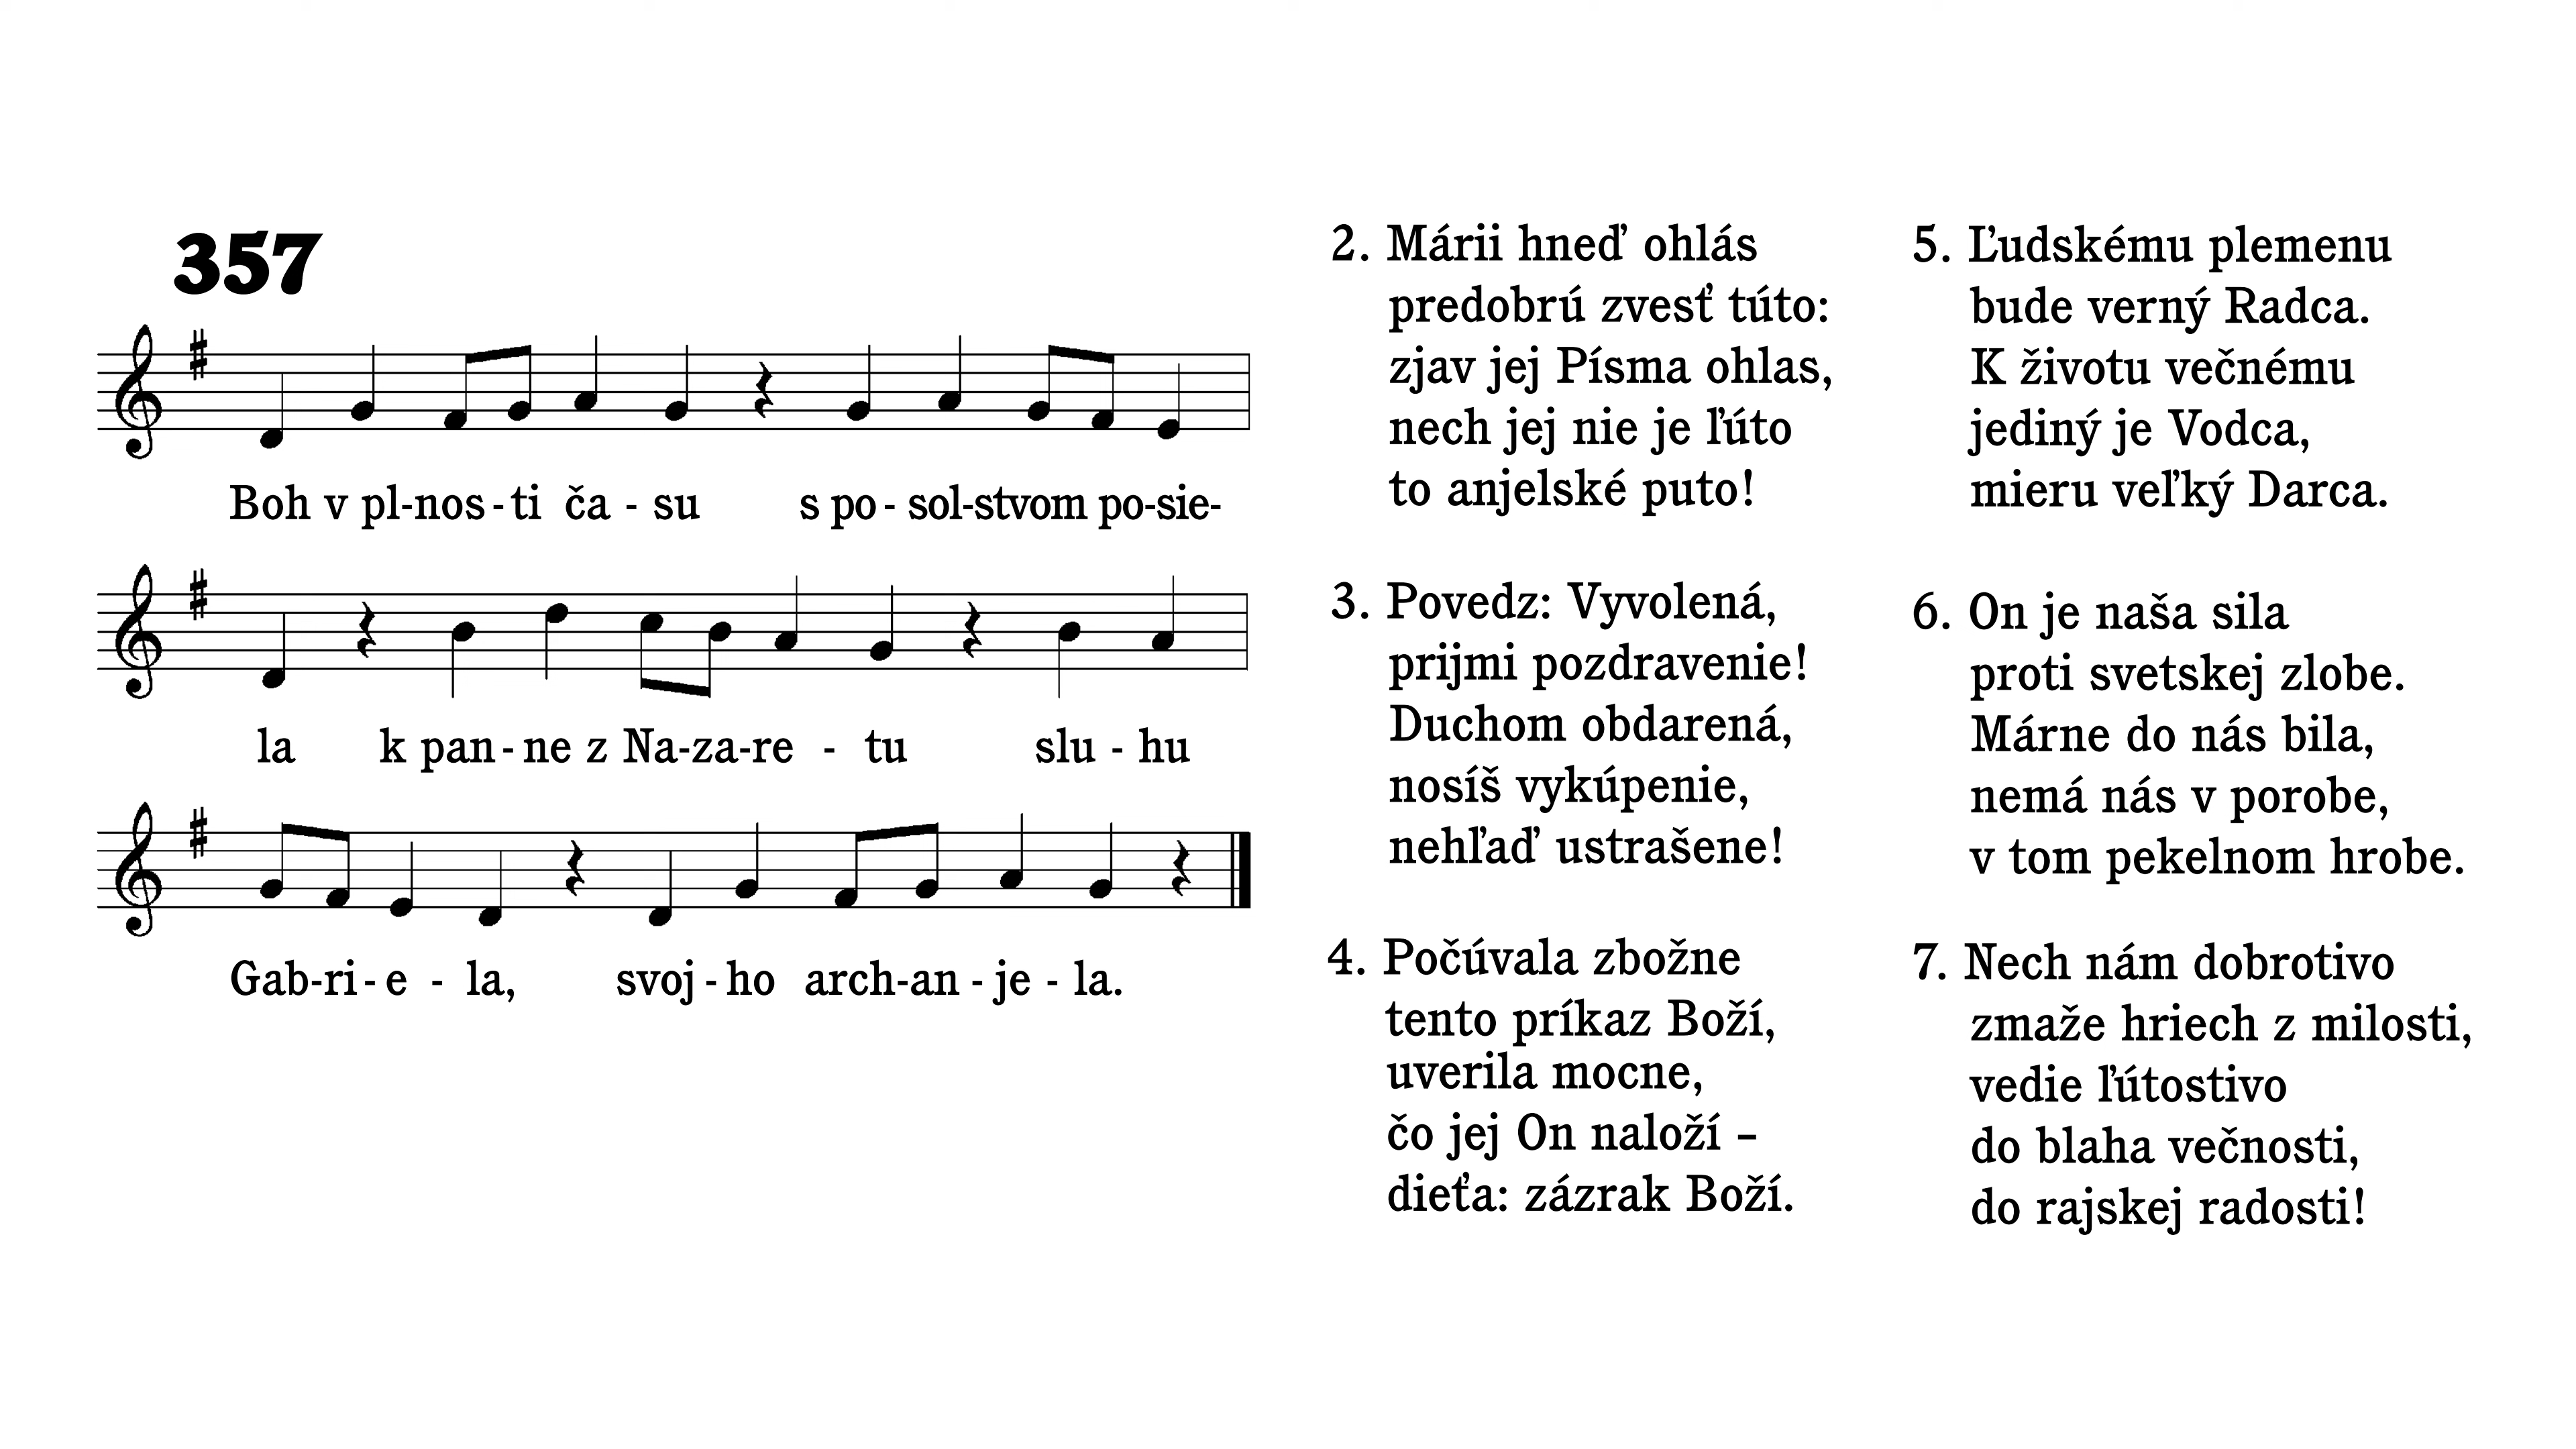 357
Boh v pl-nos-ti ča-su s po-sol-stvom po-sie-
la k pan-ne z Na-za-re-tu slu-hu
Gab-ri-e-la, svoj-ho arch-an-je-la.
2. Márii hneď ohlás
predobrú zvesť túto:
zjav jej Písma ohlas,
nech jej nie je ľúto
to anjelské puto!
3. Povedz: Vyvolená,
prijmi pozdravenie!
Duchom obdarená,
nosíš vykúpenie,
nehľaď ustrašene!
4. Počúvala zbožne
tento príkaz Boží,
uverila mocne,
čo jej On naloží –
dieťa: zázrak Boží.
5. Ľudskému plemenu
bude verný Radca.
K životu večnému
jediný je Vodca,
mieru veľký Darca.
6. On je naša sila
proti svetskej zlobe.
Márne do nás bila,
nemá nás v porobe,
v tom pekelnom hrobe.
7. Nech nám dobrotivo
zmaže hriech z milosti,
vedie ľútostivo
do blaha večnosti,
do rajskej radosti!